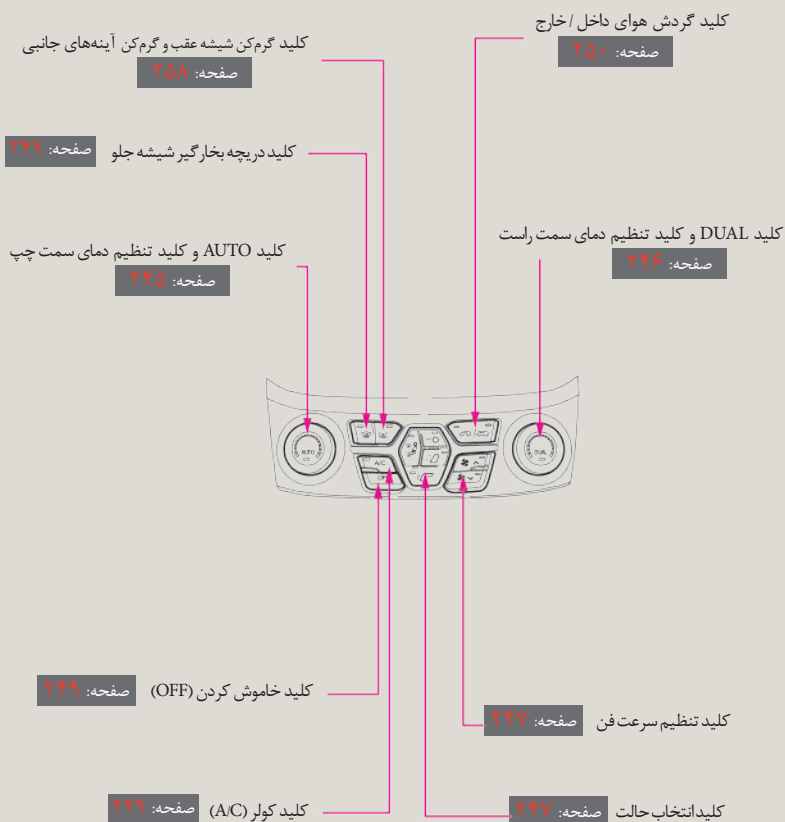 کلید گردش هوای داخل / خارج
صفحه: ۲۵۰
کلید گرم‌کن شیشه عقب و گرم‌کن آینه‌های جانبی
صفحه: ۲۵۸
کلید دریچه بخارگیر شیشه جلو صفحه: ۲۴۹
کلید DUAL و کلید تنظیم دمای سمت راست
صفحه: ۲۴۶
کلید AUTO و کلید تنظیم دمای سمت چپ
صفحه: ۲۴۵
AUTO
DUAL
A/C
OFF
کلید خاموش کردن (OFF) صفحه: ۲۴۹
کلید تنظیم سرعت فن صفحه: ۲۴۷
کلید کولر (A/C) صفحه: ۲۴۹
کلید انتخاب حالت صفحه: ۲۴۷